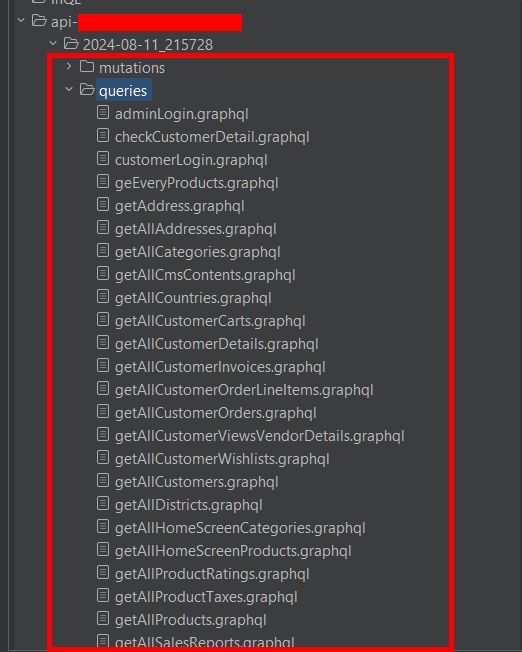 InQL
api-
2024-08-11_215728
mutations
queries
adminLogin.graphql
checkCustomerDetail.graphql
customerLogin.graphql
geEveryProducts.graphql
getAddress.graphql
getAllAddresses.graphql
getAllCategories.graphql
getAllCmsContents.graphql
getAllCountries.graphql
getAllCustomerCarts.graphql
getAllCustomerDetails.graphql
getAllCustomerInvoices.graphql
getAllCustomerOrderLineItems.graphql
getAllCustomerOrders.graphql
getAllCustomerViewsVendorDetails.graphql
getAllCustomerWishlists.graphql
getAllCustomers.graphql
getAllDistricts.graphql
getAllHomeScreenCategories.graphql
getAllHomeScreenProducts.graphql
getAllProductRatings.graphql
getAllProductTaxes.graphql
getAllProducts.graphql
getAllSalesReports.graphql